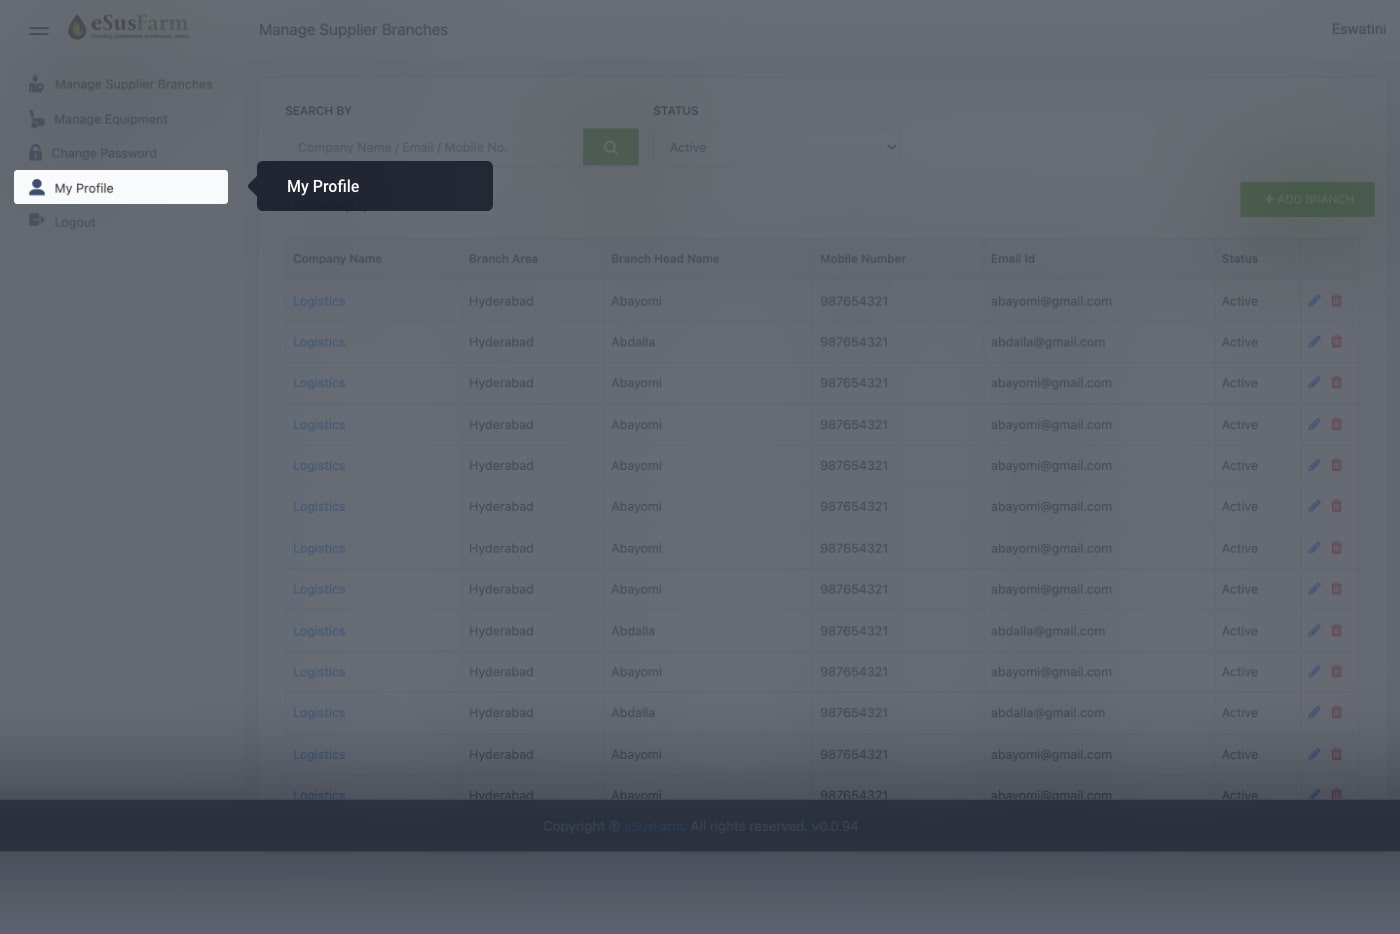 eSusFarm
Manage Supplier Branches
Eswatini
Manage Supplier Branches
Manage Equipment
Change Password
My Profile
Logout
My Profile
SEARCH BY
STATUS
Company Name / Email / Mobile No.
Active
ADD BRANCH
Company Name Branch Area Branch Head Name Mobile Number Email Id Status
Logistics Hyderabad Abayomi 987654321 abayomi@gmail.com Active
Logistics Hyderabad Abdalla 987654321 abdalla@gmail.com Active
Logistics Hyderabad Abayomi 987654321 abayomi@gmail.com Active
Logistics Hyderabad Abayomi 987654321 abayomi@gmail.com Active
Logistics Hyderabad Abayomi 987654321 abayomi@gmail.com Active
Logistics Hyderabad Abayomi 987654321 abayomi@gmail.com Active
Logistics Hyderabad Abayomi 987654321 abayomi@gmail.com Active
Logistics Hyderabad Abayomi 987654321 abayomi@gmail.com Active
Logistics Hyderabad Abdalla 987654321 abdalla@gmail.com Active
Logistics Hyderabad Abayomi 987654321 abayomi@gmail.com Active
Logistics Hyderabad Abdalla 987654321 abdalla@gmail.com Active
Logistics Hyderabad Abayomi 987654321 abayomi@gmail.com Active
Logistics Hyderabad Abayomi 987654321 abayomi@gmail.com Active
Copyright © eSusFarm. All rights reserved. v0.0.94